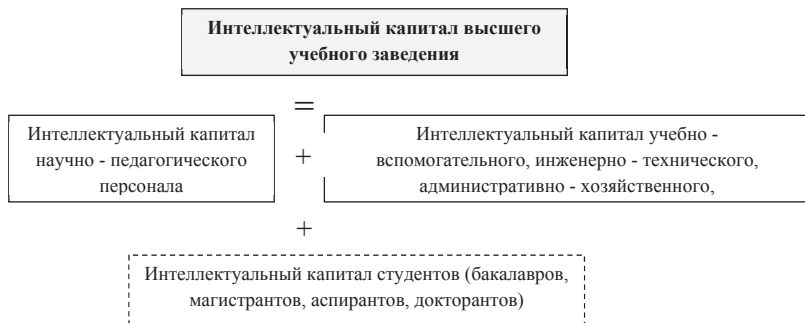 Интеллектуальный капитал высшего
учебного заведения
=
Интеллектуальный капитал
научно - педагогического
персонала
+
Интеллектуальный капитал учебно -
вспомогательного, инженерно - технического,
административно - хозяйственного,
+
Интеллектуальный капитал студентов (бакалавров,
магистрантов, аспирантов, докторантов)